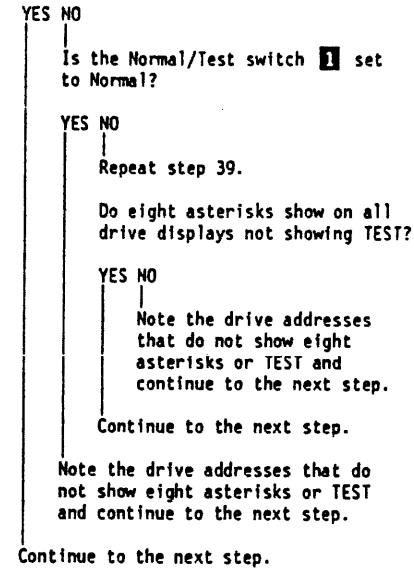 YES NO
Is the Normal/Test switch 1 set
to Normal?
YES NO
Repeat step 39.
Do eight asterisks show on all
drive displays not showing TEST?
YES NO
Note the drive addresses
that do not show eight
asterisks or TEST and
continue to the next step.
Continue to the next step.
Note the drive addresses that do
not show eight asterisks or TEST
and continue to the next step.
Continue to the next step.